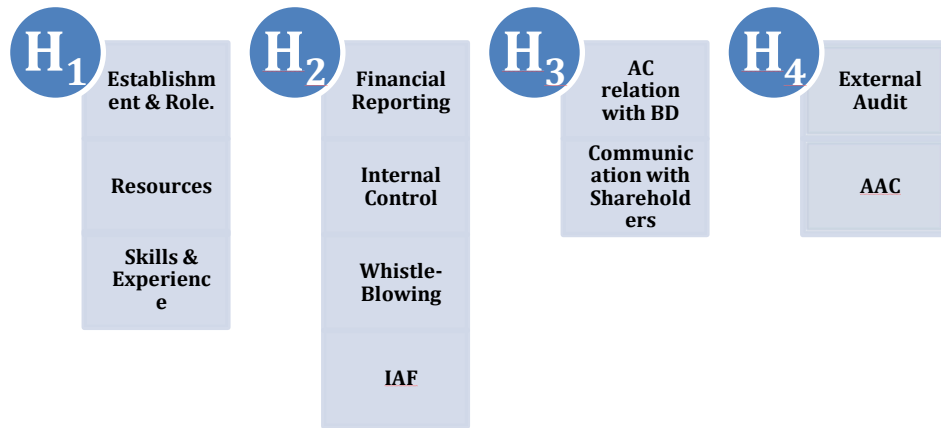 H1
Establishm
ent & Role.
Resources
Skills &
Experienc
e
H2
Financial
Reporting
Internal
Control
Whistle-
Blowing
IAF
H3
AC
relation
with BD
Communic
ation with
Sharehold
ers
H4
External
Audit
AAC